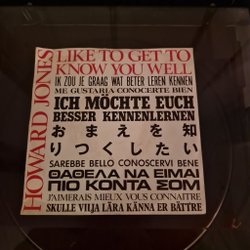 HOWARD JONES
LIKE TO GET TO
KNOW YOU WELL
IK ZOU JE GRAAG WAT BETER LEREN KENNEN
ME GUSTARIA CONOCERTE BIEN
ICH MÖCHTE EUCH
BESSER KENNENLERNEN
おまえを知
りつくしたい
SAREBBE BELLO CONOSCERVI BENE
ΘΑΘΕΛΑ ΝΑ ΕΙΜΑΙ
ΠΙΟ ΚΟΝΤΑ ΣΟΜ
J'AIMERAIS MIEUX VOUS CONNAITRE
SKULLE VILJA LÄRA KÄNNA ER BÄTTRE